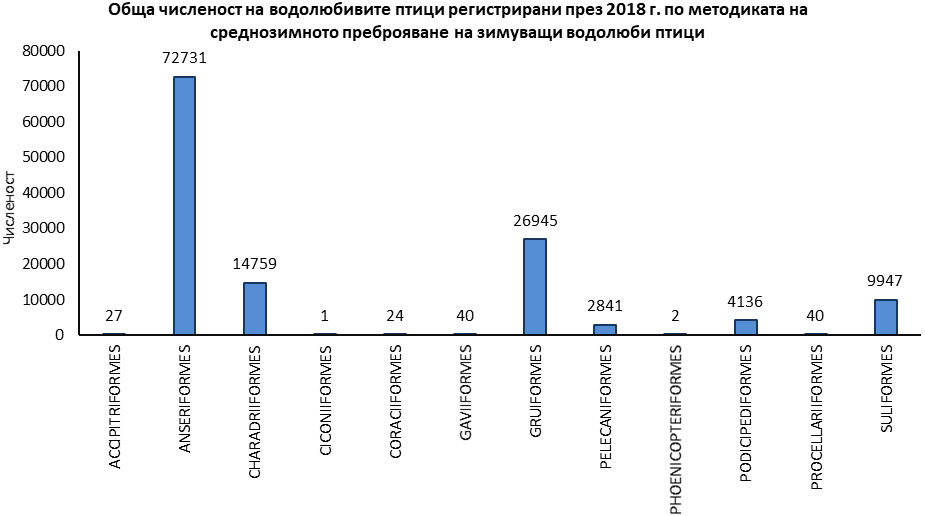 Обща численост на водолюбивите птици регистрирани през 2018 г. по методиката на
среднозимното преброяване на зимуващи водолюби птици
Численост
80000
70000
60000
50000
40000
30000
20000
10000
0
27
72731
14759
1
24
40
26945
2841
2
4136
40
9947
ACCIPITRIFORMES
ANSERIFORMES
CHARADRIIFORMES
CICONIIFORMES
CORACIIFORMES
GAVIIFORMES
GRUIFORMES
PELECANIFORMES
PHOENICOPTERIFORMES
PODICIPEDIFORMES
PROCELLARIIFORMES
SULIFORMES